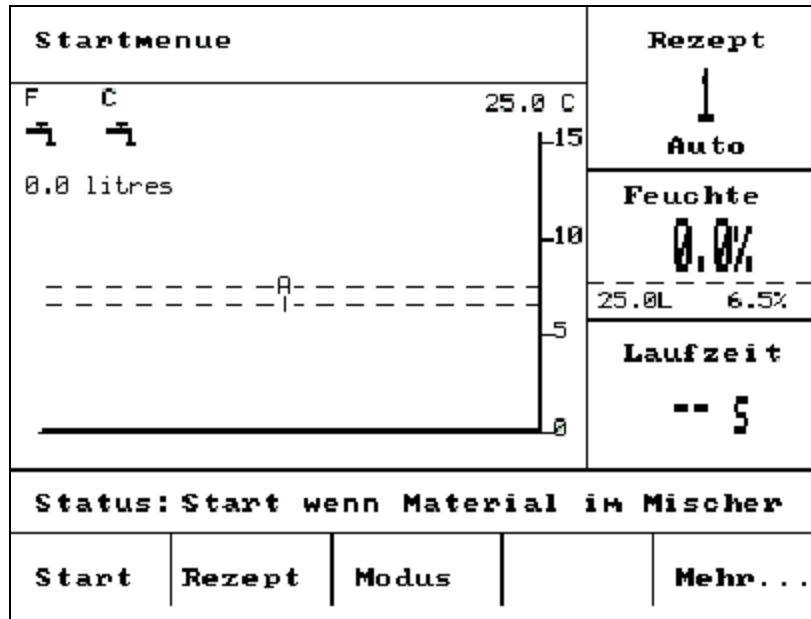 Startmenue
F C 25.0 C
0.0 litres
15
10
5
0
A
I
Rezept
1
Auto
Feuchte
0.0%
25.0L 6.5%
Laufzeit
-- s
Status:Start wenn Material im Mischer
Start Rezept Modus Mehr...